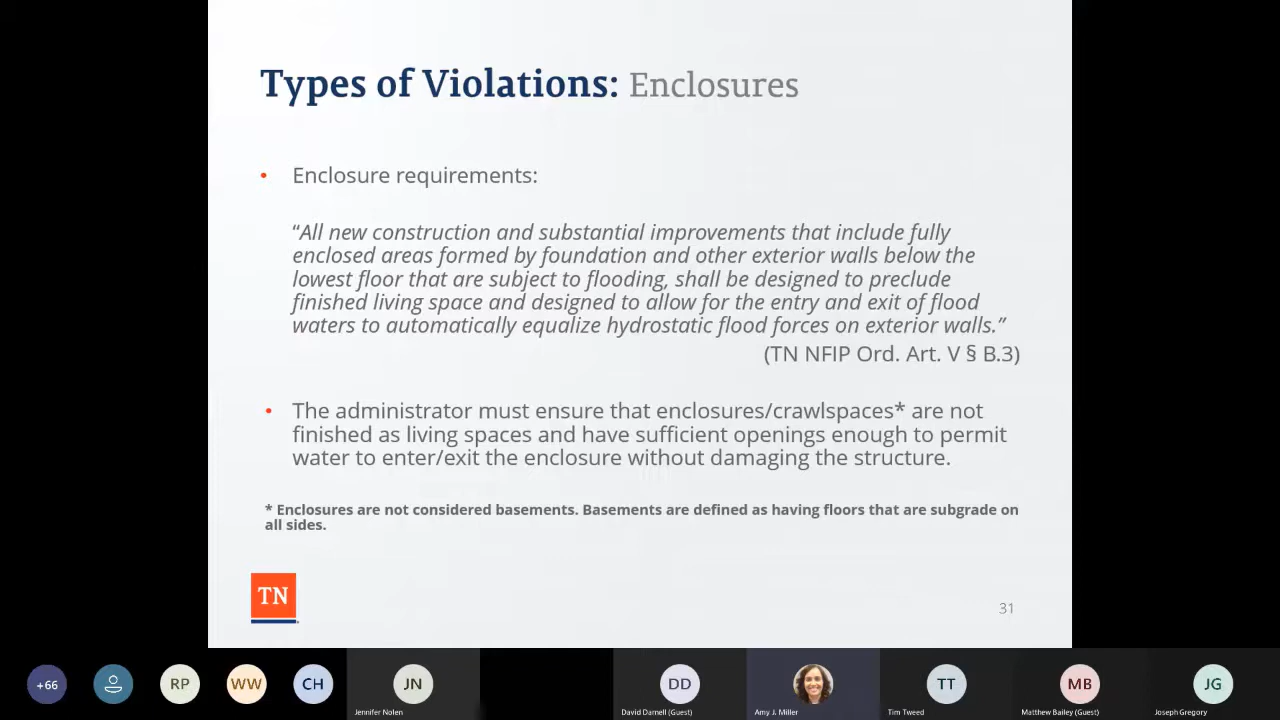 Types of Violations: Enclosures
• Enclosure requirements:
“All new construction and substantial improvements that include fully
enclosed areas formed by foundation and other exterior walls below the
lowest floor that are subject to flooding, shall be designed to preclude
finished living space and designed to allow for the entry and exit of flood
waters to automatically equalize hydrostatic flood forces on exterior walls.”
(TN NFIP Ord. Art. V § B.3)
• The administrator must ensure that enclosures/crawlspaces* are not
finished as living spaces and have sufficient openings enough to permit
water to enter/exit the enclosure without damaging the structure.
* Enclosures are not considered basements. Basements are defined as having floors that are subgrade on
all sides.
TN
31
+66
RP
WW
CH
JN
DD
TT
MB
JG
Jennifer Nolen
David Darnell (Guest)
Amy J. Miller
Tim Tweed
Matthew Bailey (Guest)
Joseph Gregory